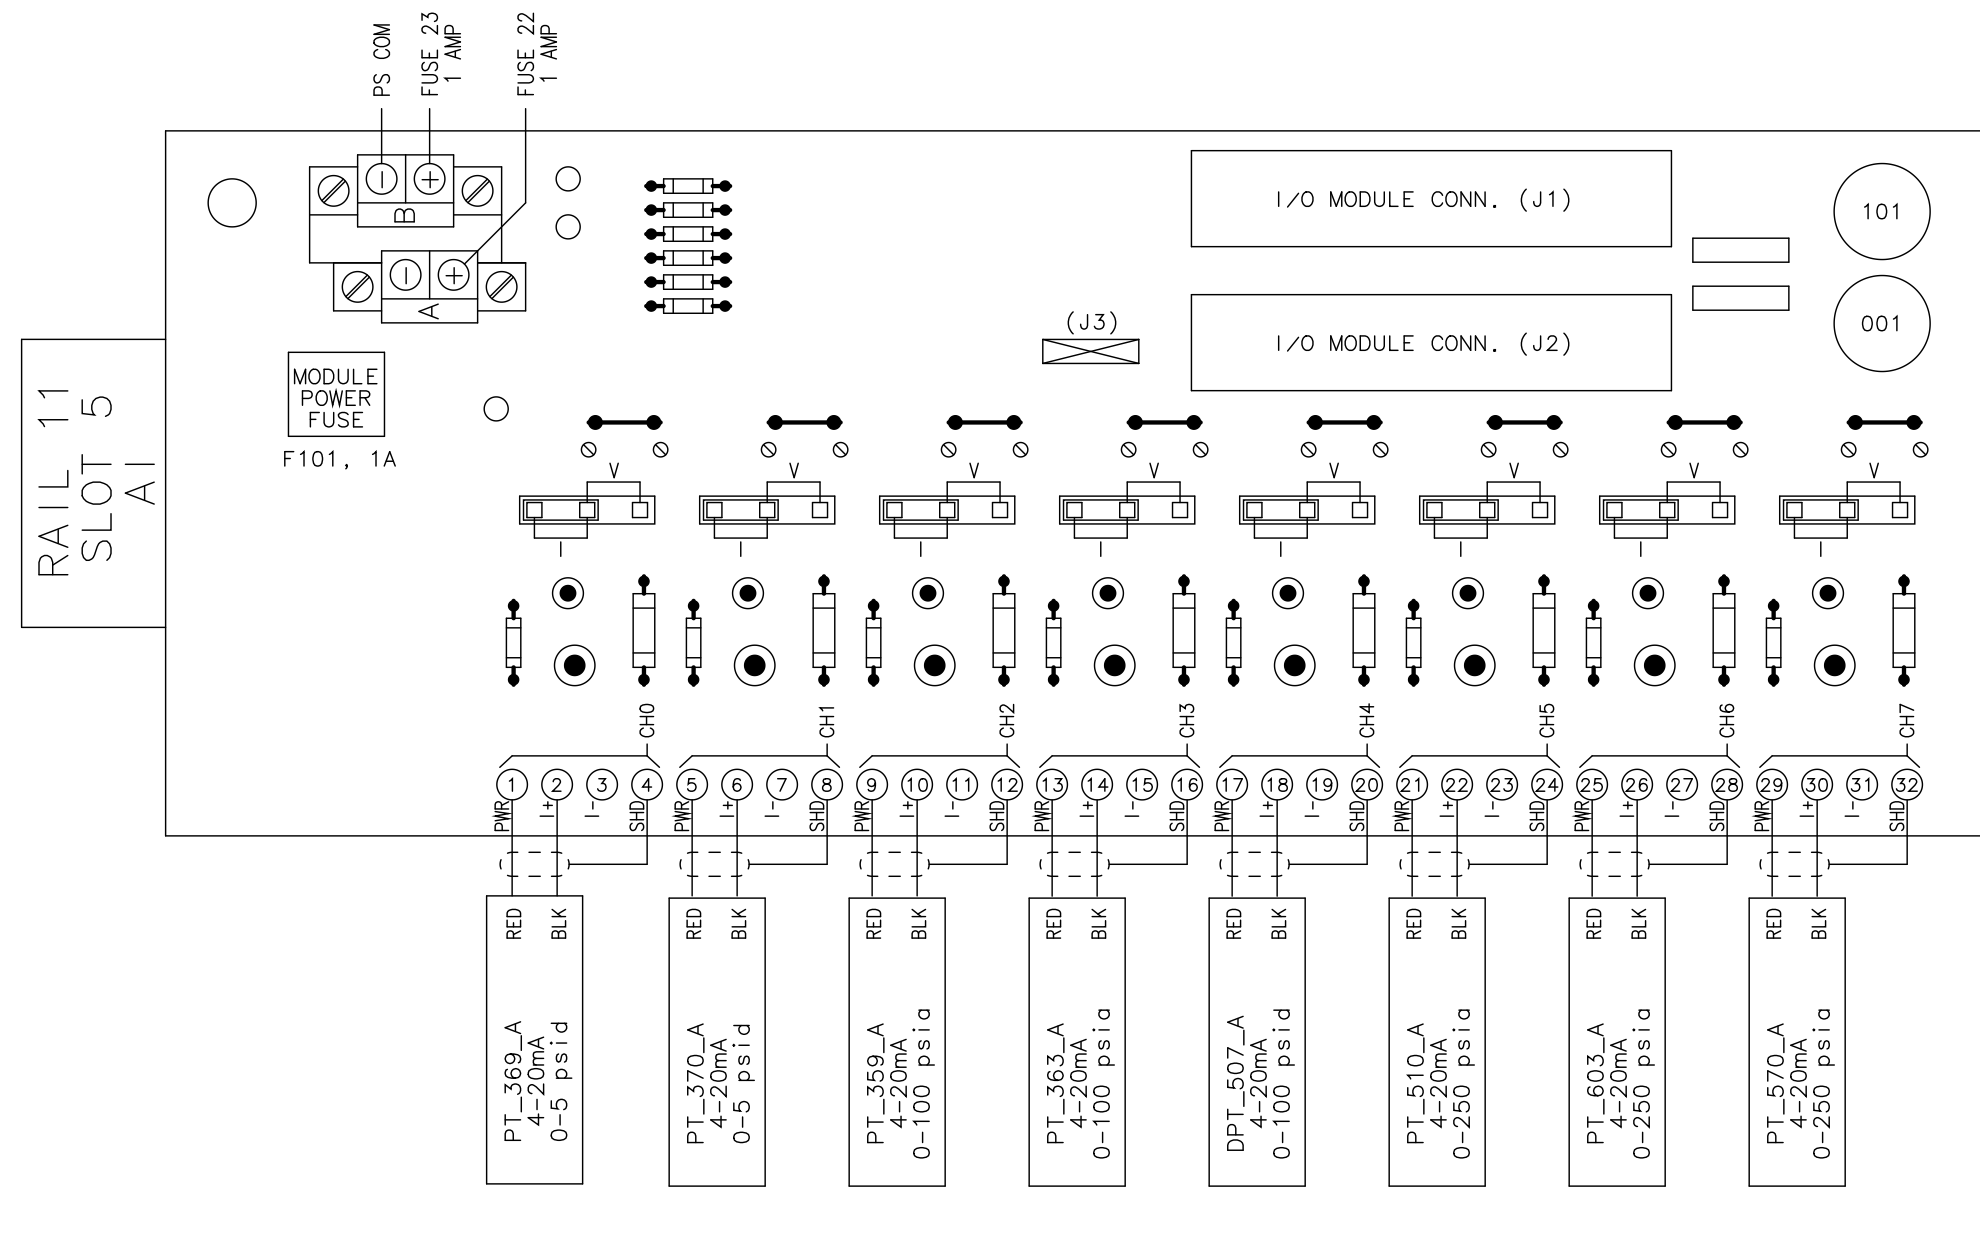 PS COM
FUSE 23
1 AMP
FUSE 22
1 AMP
- +
B
- +
A
I/O MODULE CONN. (J1)
101
I/O MODULE CONN. (J2)
001
(J3)
RAIL 11
SLOT 5
AI
MODULE
POWER
FUSE
F101, 1A
V V V V V V V V
I I I I I I I I
CH0 CH1 CH2 CH3 CH4 CH5 CH6 CH7
1 2 3 4 5 6 7 8 9 10 11 12 13 14 15 16 17 18 19 20 21 22 23 24 25 26 27 28 29 30 31 32
PWR I+ I- SHD PWR I+ I- SHD PWR I+ I- SHD PWR I+ I- SHD PWR I+ I- SHD PWR I+ I- SHD PWR I+ I- SHD PWR I+ I- SHD
RED BLK RED BLK RED BLK RED BLK RED BLK RED BLK RED BLK RED BLK
PT_369_A
4-20mA
0-5 psid
PT_370_A
4-20mA
0-5 psid
PT_359_A
4-20mA
0-100 psia
PT_363_A
4-20mA
0-100 psia
DPT_507_A
4-20mA
0-100 psid
PT_510_A
4-20mA
0-250 psia
PT_603_A
4-20mA
0-250 psia
PT_570_A
4-20mA
0-250 psia